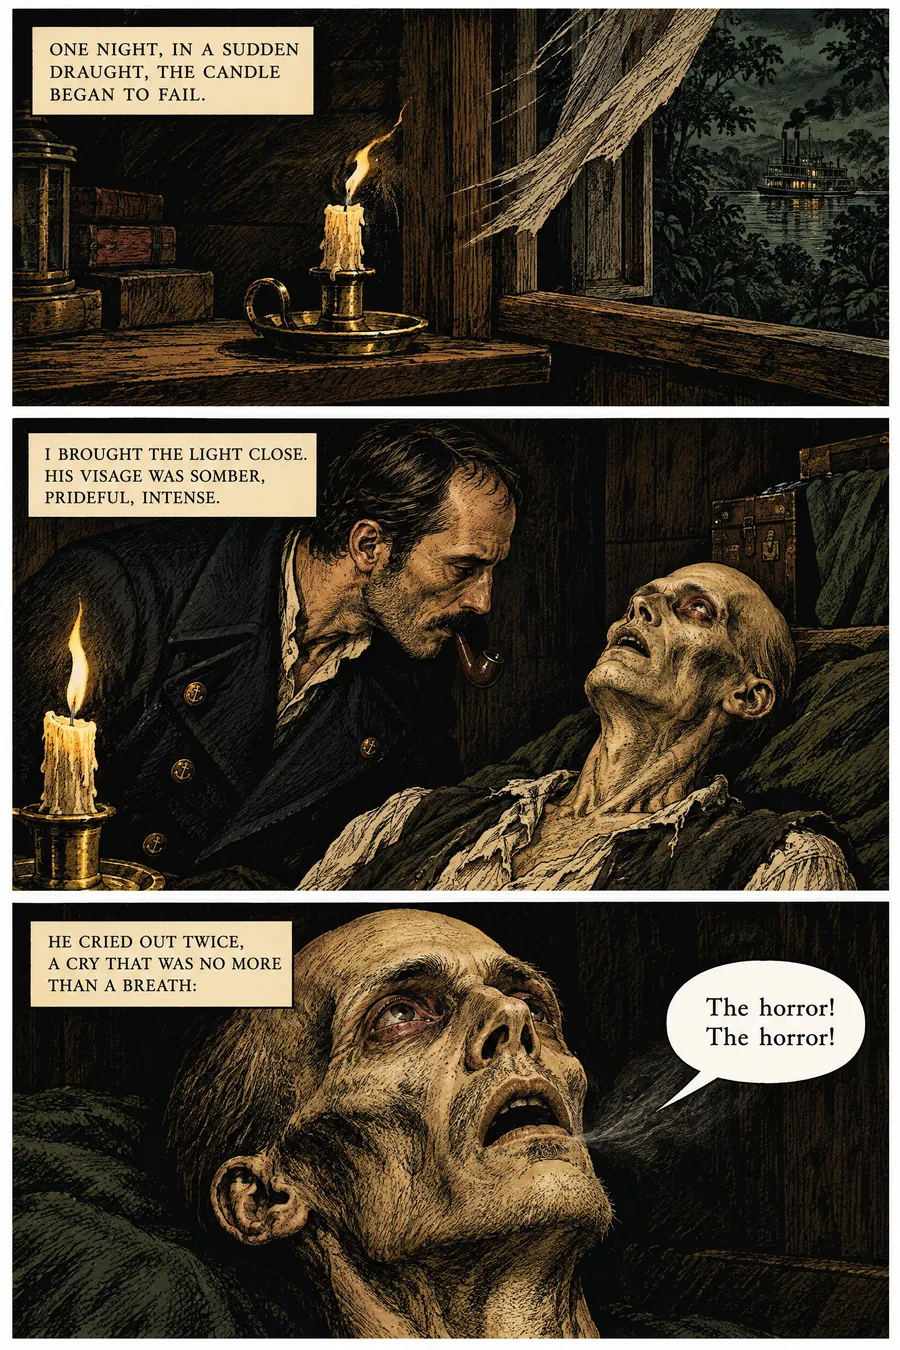 ONE NIGHT, IN A SUDDEN
DRAUGHT, THE CANDLE
BEGAN TO FAIL.
I BROUGHT THE LIGHT CLOSE.
HIS VISAGE WAS SOMBER,
PRIDEFUL, INTENSE.
HE CRIED OUT TWICE,
A CRY THAT WAS NO MORE
THAN A BREATH:
The horror!
The horror!